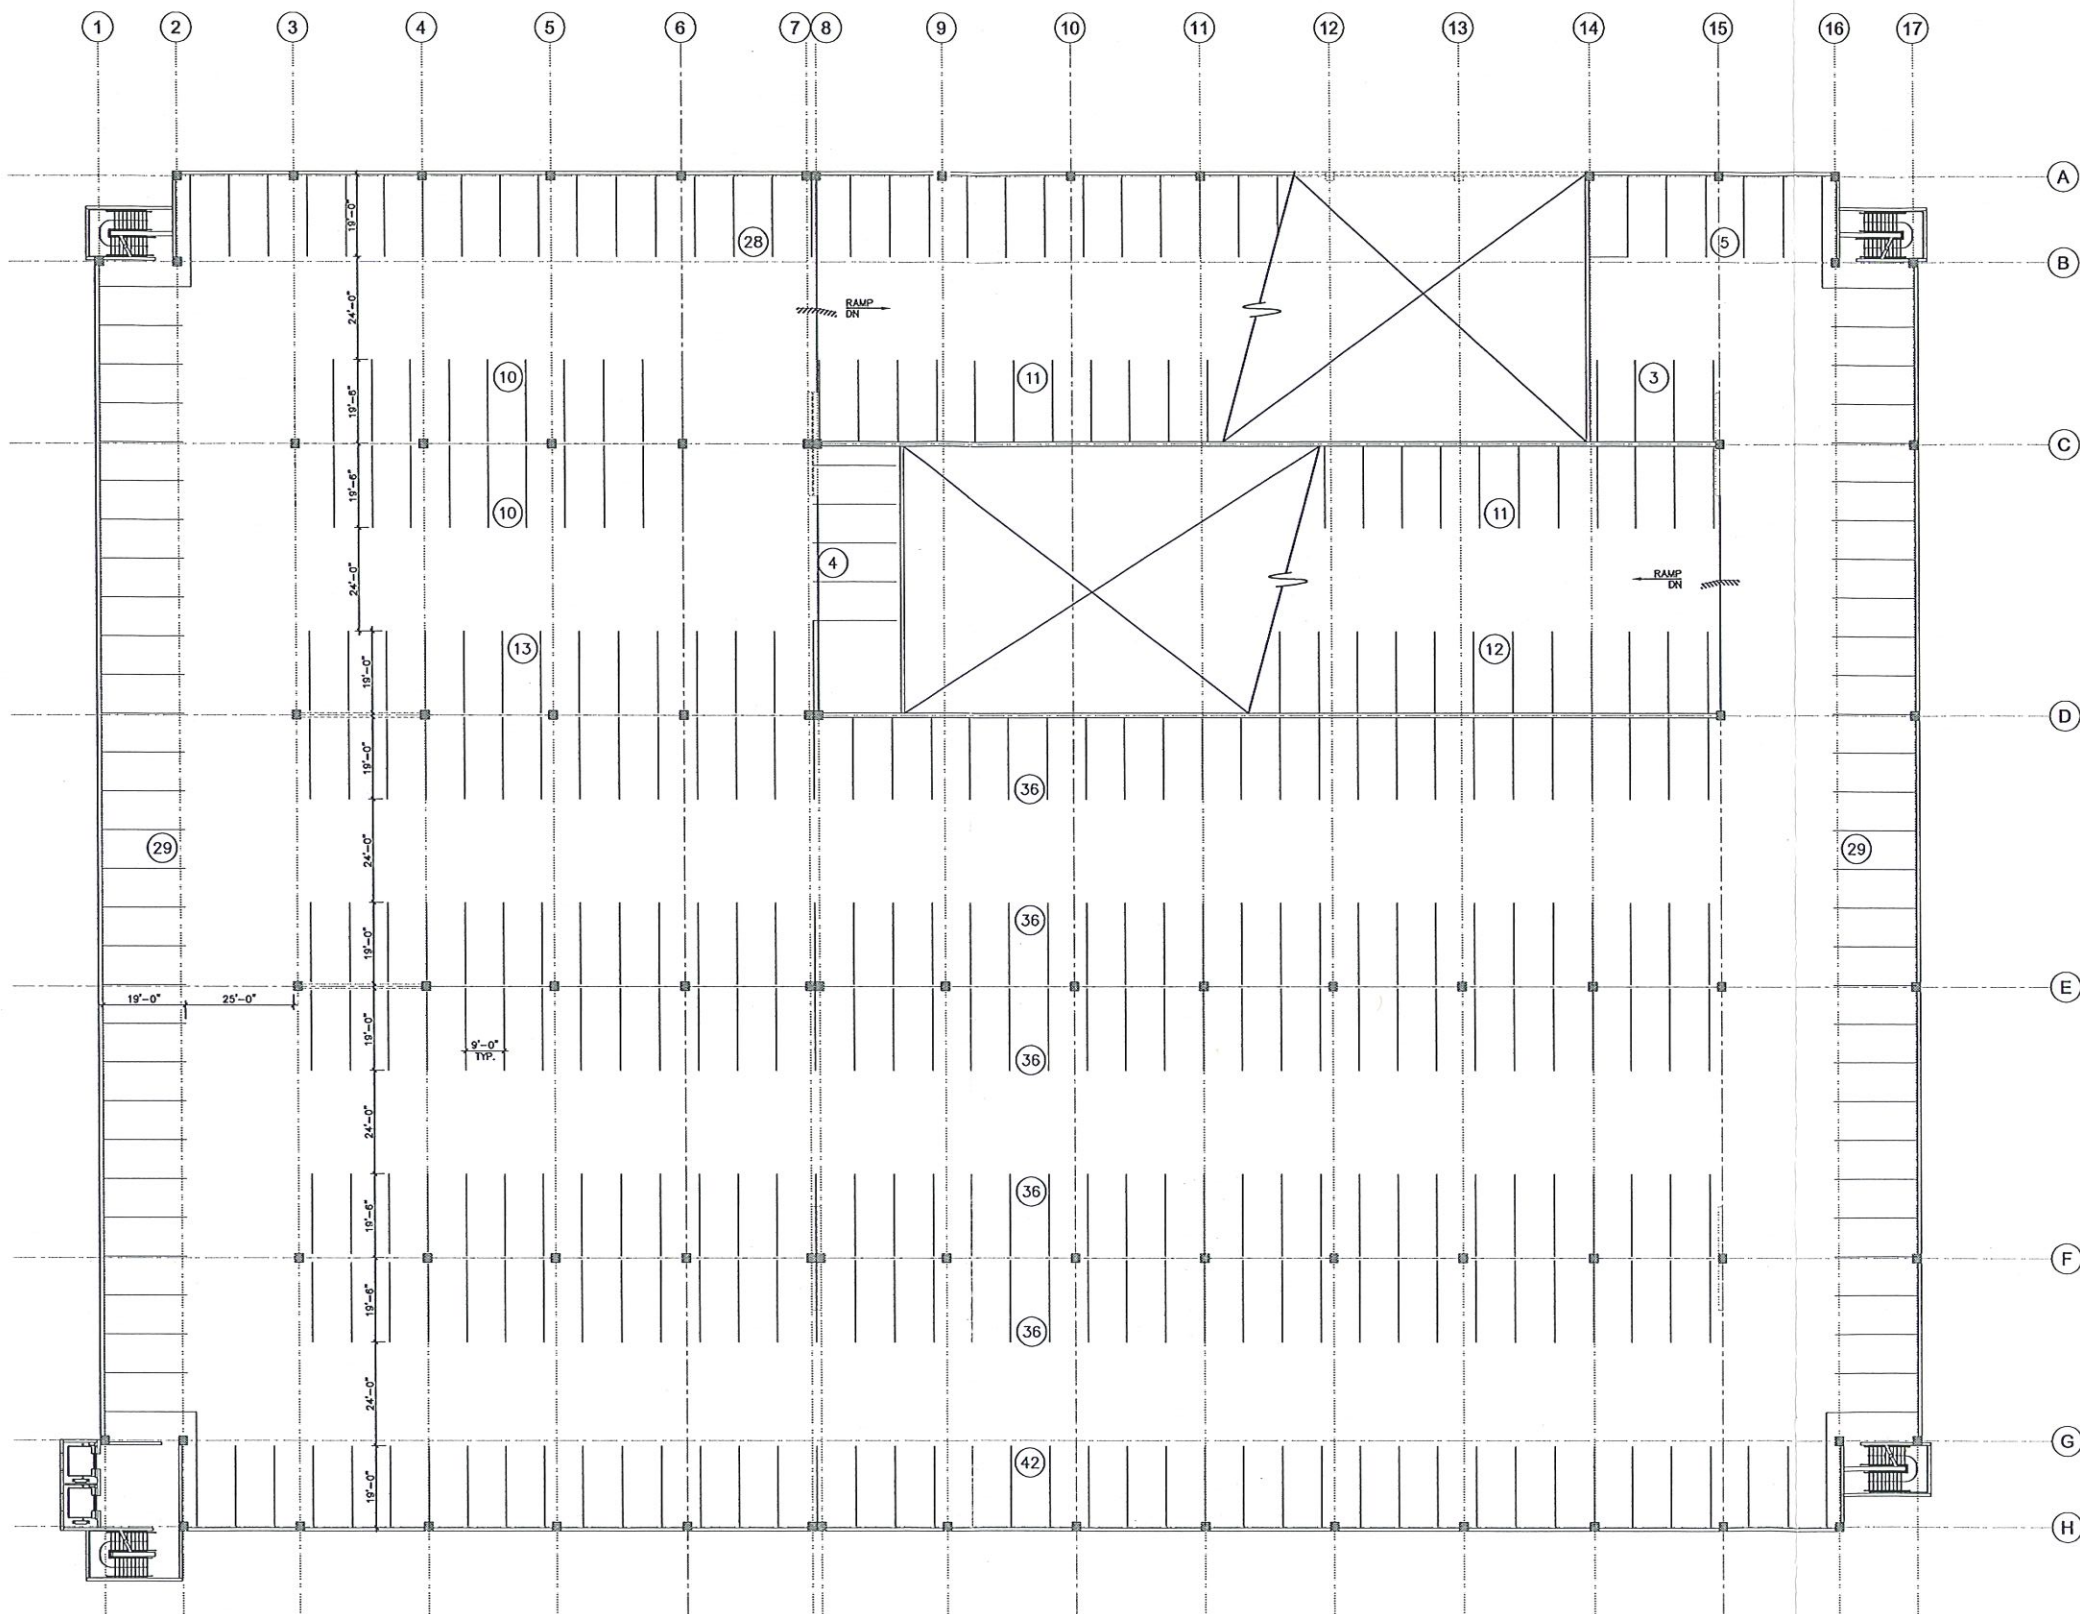 1 2 3 4 5 6 7 8 9 10 11 12 13 14 15 16 17
A
19'-0"
28 5
B
24'-0"
RAMP
DN
19'-6"
10 11 3
C
19'-6"
10 11
24'-0"
4
RAMP
DN
13 12
19'-0"
D
19'-0"
36
24'-0"
29 29
19'-0"
36
E
19'-0" 25'-0"
19'-0"
9'-0"
TYP.
36
24'-0"
19'-6"
36
F
19'-6"
36
24'-0"
G
42
19'-0"
H